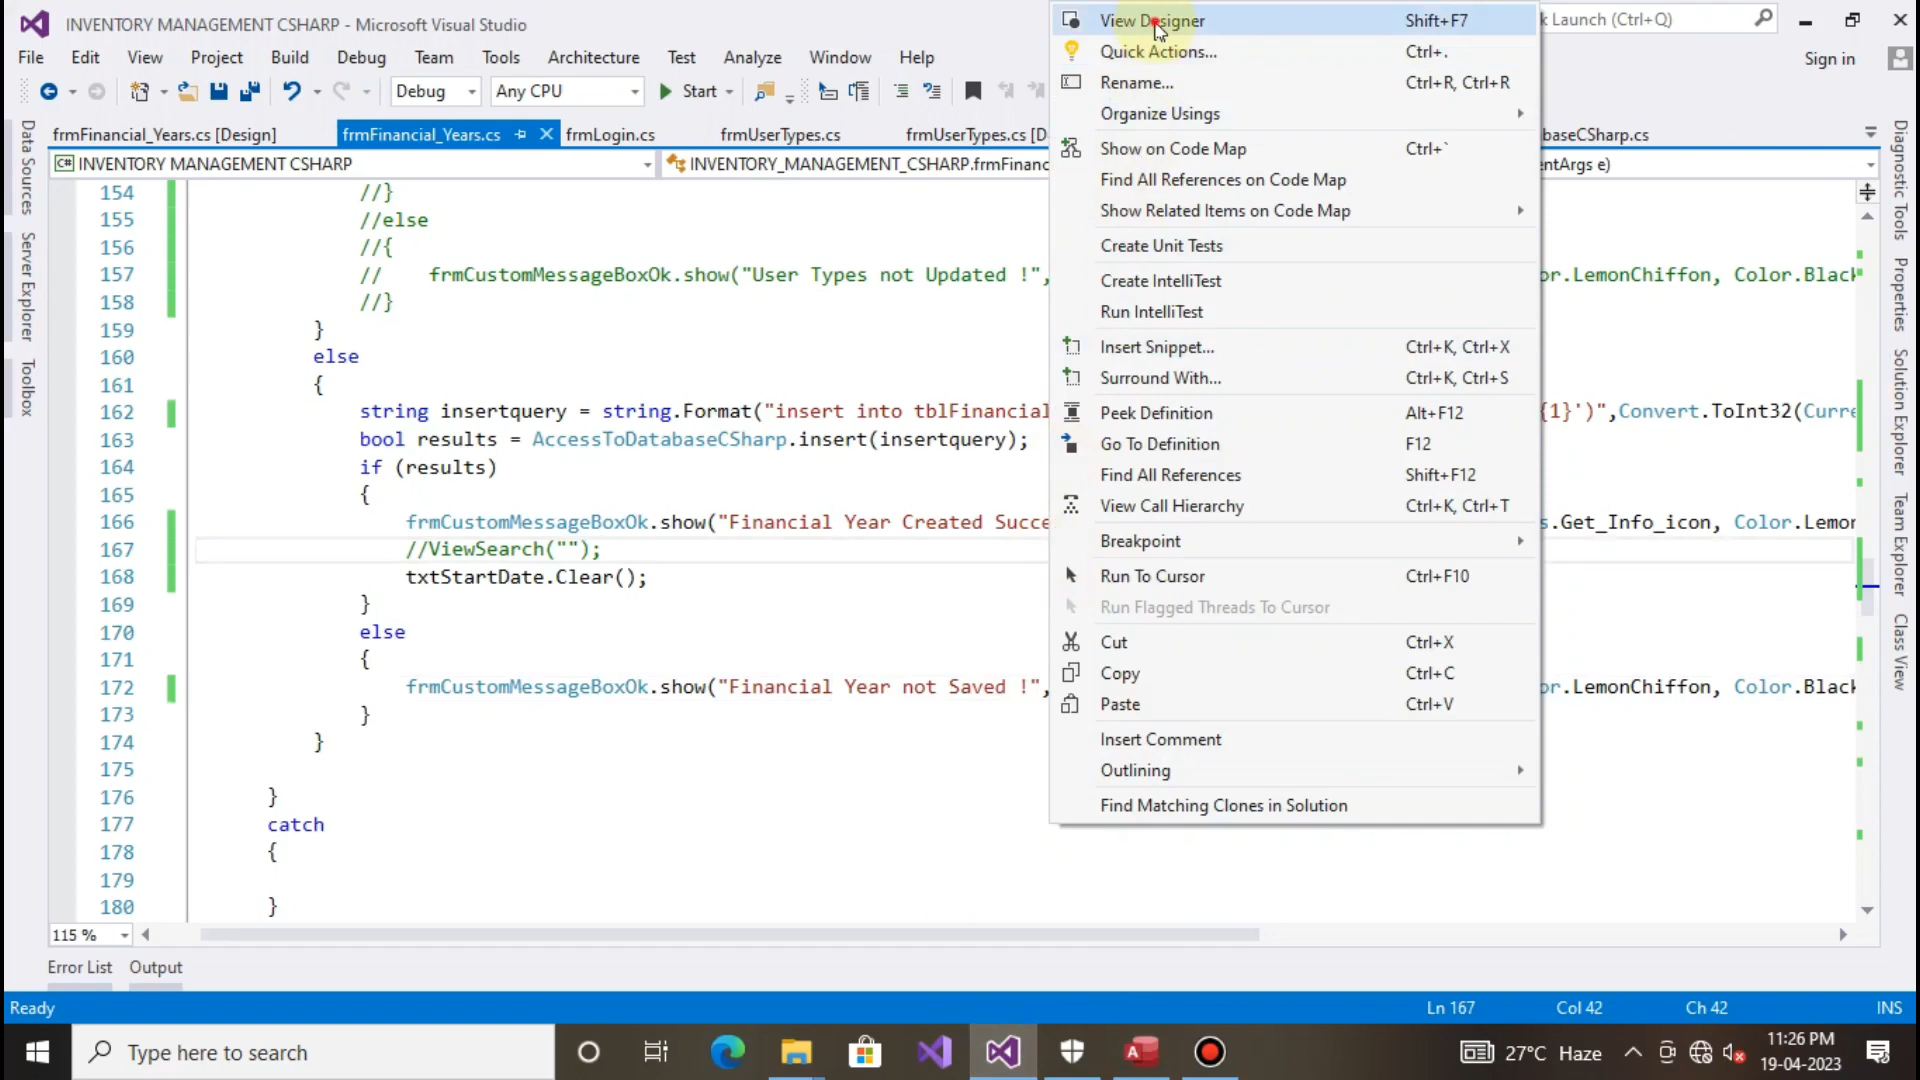 INVENTORY MANAGEMENT CSHARP - Microsoft Visual Studio
k Launch (Ctrl+Q)
File Edit View Project Build Debug Team Tools Architecture Test Analyze Window Help
Sign in
Debug Any CPU Start
frmFinancial_Years.cs [Design] frmFinancial_Years.cs frmLogin.cs frmUserTypes.cs frmUserTypes.cs [D baseCSharp.cs
C# INVENTORY MANAGEMENT CSHARP INVENTORY_MANAGEMENT_CSHARP.frmFinanc entArgs e)
Data Sources
Server Explorer
Toolbox
154 //}
155 //else
156 //{
157 // frmCustomMessageBoxOk.show("User Types not Updated !", or.LemonChiffon, Color.Black
158 //}
159 }
160 else
161 {
162 string insertquery = string.Format("insert into tblFinancial {1}')",Convert.ToInt32(Curre
163 bool results = AccessToDatabaseCSharp.insert(insertquery);
164 if (results)
165 {
166 frmCustomMessageBoxOk.show("Financial Year Created Succe s.Get_Info_icon, Color.Lemon
167 //ViewSearch("");
168 txtStartDate.Clear();
169 }
170 else
171 {
172 frmCustomMessageBoxOk.show("Financial Year not Saved !", or.LemonChiffon, Color.Black
173 }
174 }
175
176 }
177 catch
178 {
179
180 }
View Designer Shift+F7
Quick Actions... Ctrl+.
Rename... Ctrl+R, Ctrl+R
Organize Usings
Show on Code Map Ctrl+`
Find All References on Code Map
Show Related Items on Code Map
Create Unit Tests
Create IntelliTest
Run IntelliTest
Insert Snippet... Ctrl+K, Ctrl+X
Surround With... Ctrl+K, Ctrl+S
Peek Definition Alt+F12
Go To Definition F12
Find All References Shift+F12
View Call Hierarchy Ctrl+K, Ctrl+T
Breakpoint
Run To Cursor Ctrl+F10
Run Flagged Threads To Cursor
Cut Ctrl+X
Copy Ctrl+C
Paste Ctrl+V
Insert Comment
Outlining
Find Matching Clones in Solution
Diagnostic Tools
Properties
Solution Explorer
Team Explorer
Class View
115 %
Error List Output
Ready Ln 167 Col 42 Ch 42 INS
Type here to search
27°C Haze
11:26 PM
19-04-2023